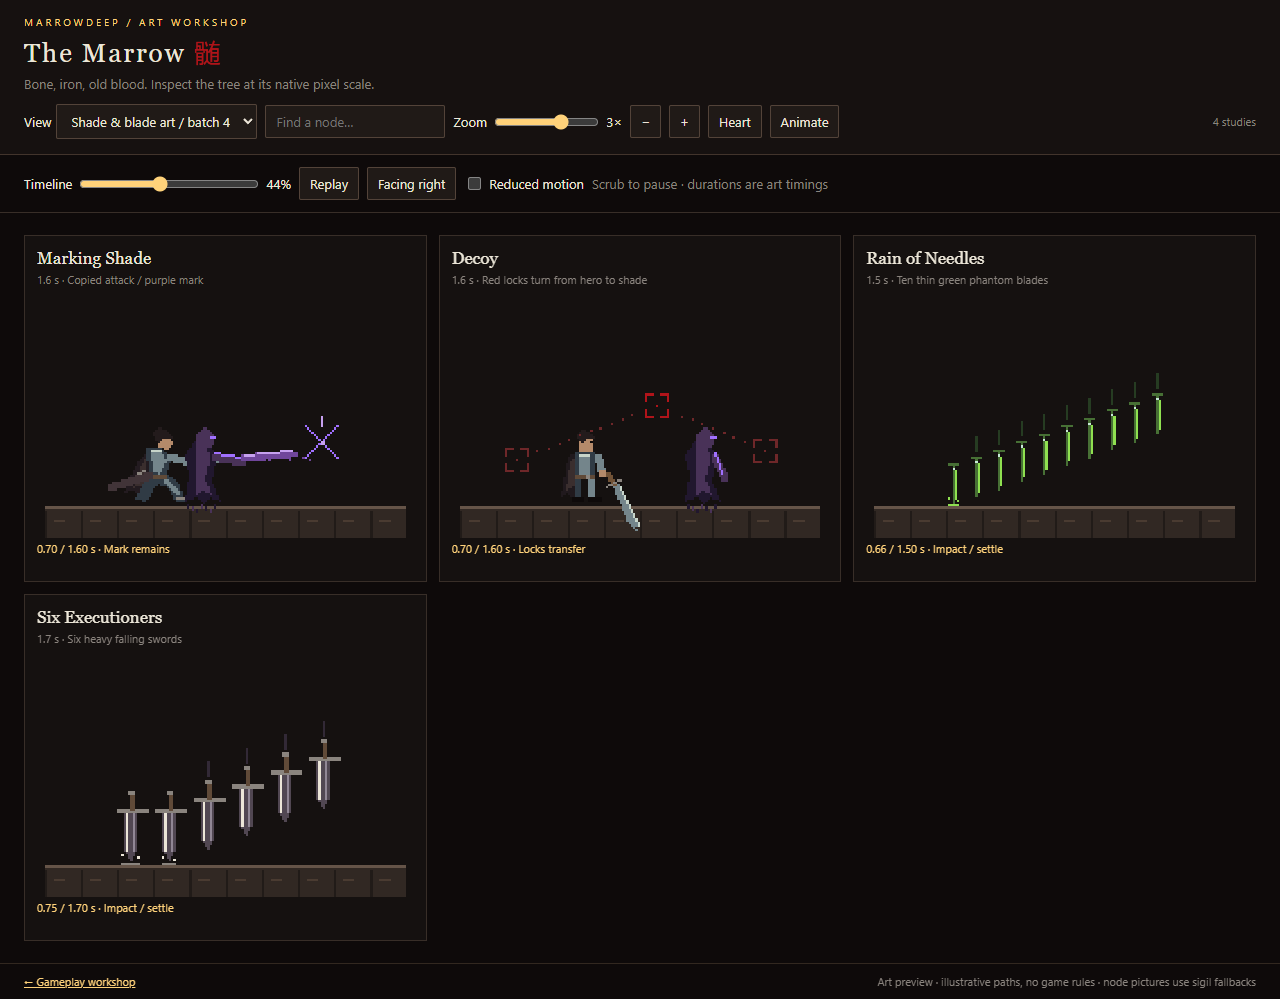 MARROWDEEP / ART WORKSHOP
The Marrow 髄
Bone, iron, old blood. Inspect the tree at its native pixel scale.
View Shade & blade art / batch 4 Find a node... Zoom 3× − + Heart Animate 4 studies
Timeline 44% Replay Facing right Reduced motion Scrub to pause · durations are art timings
Marking Shade
1.6 s · Copied attack / purple mark
0.70 / 1.60 s · Mark remains
Decoy
1.6 s · Red locks turn from hero to shade
0.70 / 1.60 s · Locks transfer
Rain of Needles
1.5 s · Ten thin green phantom blades
0.66 / 1.50 s · Impact / settle
Six Executioners
1.7 s · Six heavy falling swords
0.75 / 1.70 s · Impact / settle
← Gameplay workshop
Art preview · illustrative paths, no game rules · node pictures use sigil fallbacks